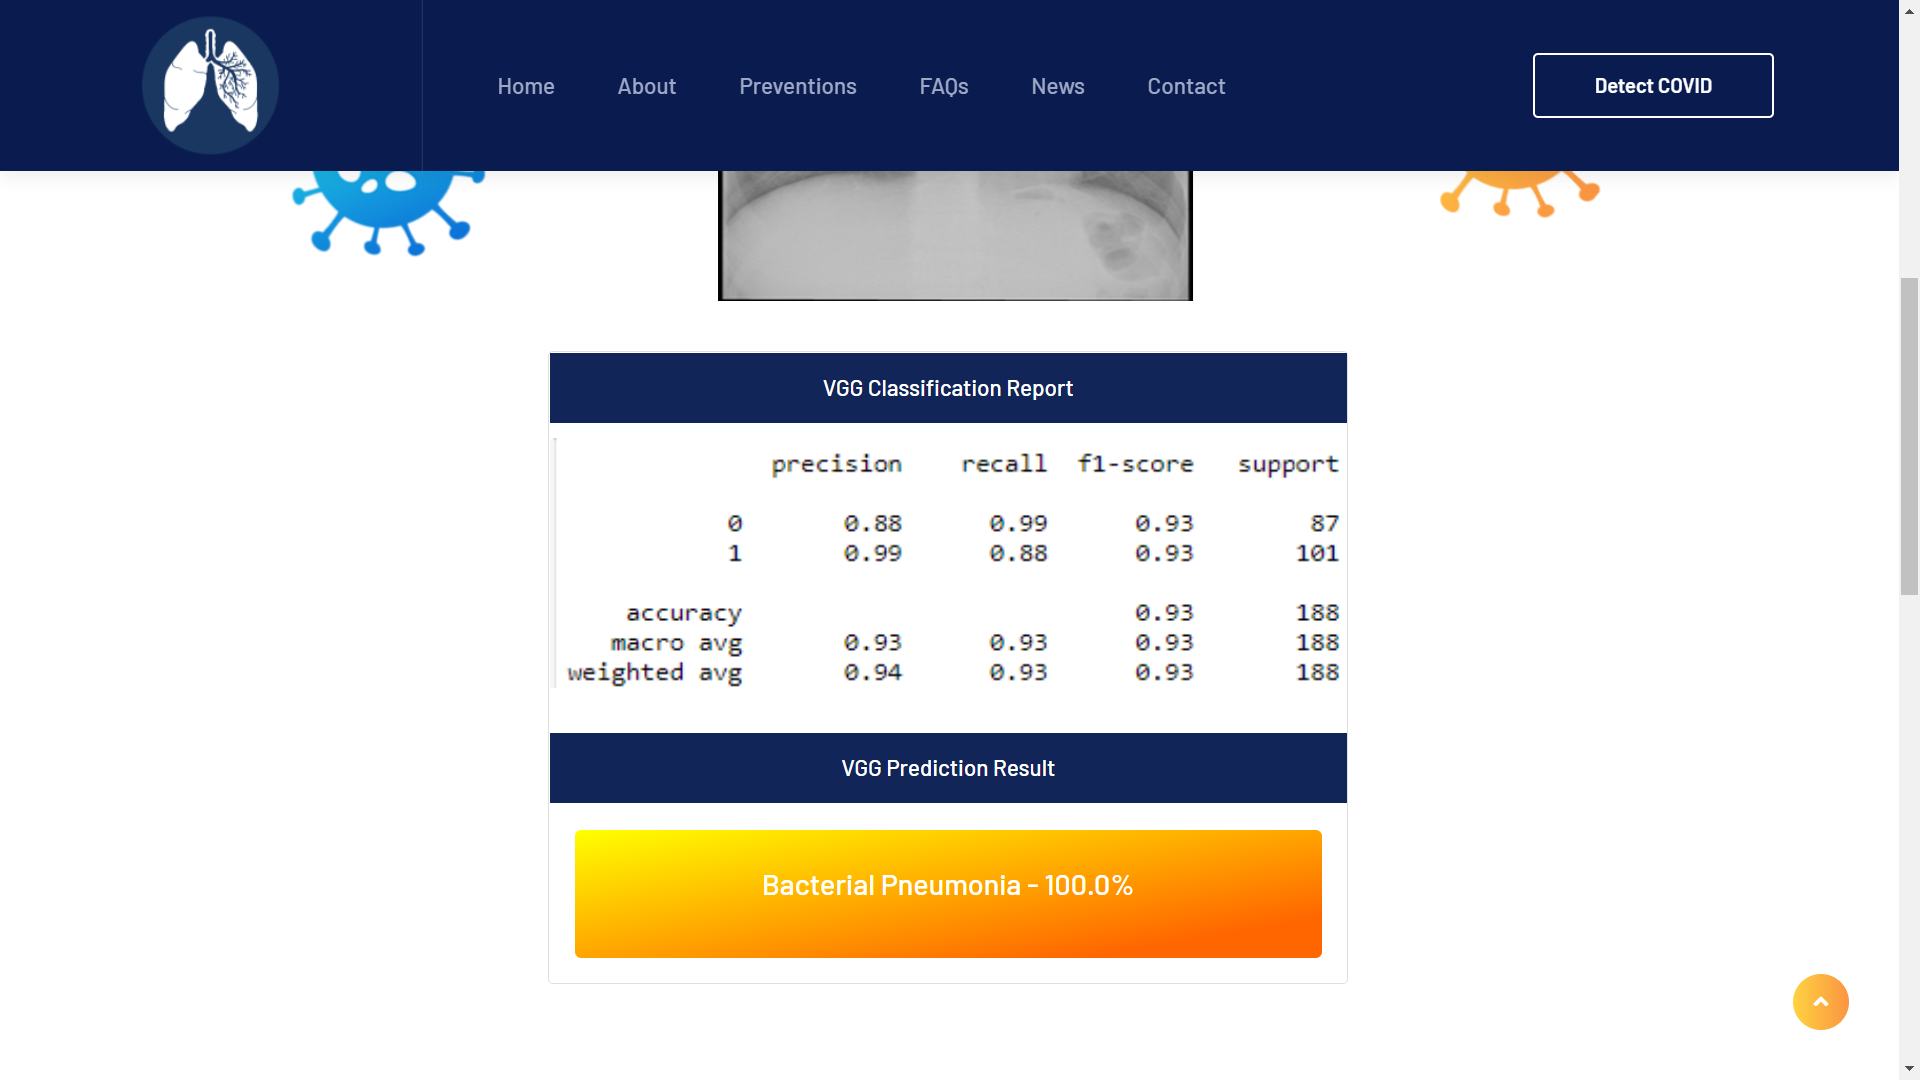 Home About Preventions FAQs News Contact Detect COVID
VGG Classification Report
precision recall f1-score support
0 0.88 0.99 0.93 87
1 0.99 0.88 0.93 101
accuracy 0.93 188
macro avg 0.93 0.93 0.93 188
weighted avg 0.94 0.93 0.93 188
VGG Prediction Result
Bacterial Pneumonia - 100.0%